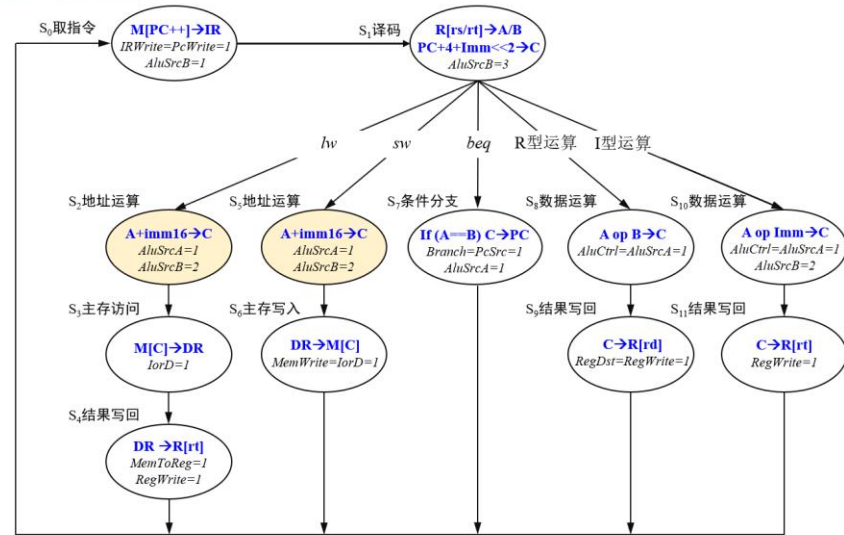 S₀取指令
M[PC++]→IR
IRWrite=PcWrite=1
AluSrcB=1
S₁译码
R[rs/rt]→A/B
PC+4+Imm<<2→C
AluSrcB=3
lw
sw
beq
R型运算
I型运算
S₂地址运算
A+imm16→C
AluSrcA=1
AluSrcB=2
S₅地址运算
A+imm16→C
AluSrcA=1
AluSrcB=2
S₇条件分支
If (A==B) C→PC
Branch=PcSrc=1
AluSrcA=1
S₈数据运算
A op B→C
AluCtrl=AluSrcA=1
S₁₀数据运算
A op Imm→C
AluCtrl=AluSrcA=1
AluSrcB=2
S₃主存访问
M[C]→DR
IorD=1
S₆主存写入
DR→M[C]
MemWrite=IorD=1
S₉结果写回
C→R[rd]
RegDst=RegWrite=1
S₁₁结果写回
C→R[rt]
RegWrite=1
S₄结果写回
DR →R[rt]
MemToReg=1
RegWrite=1